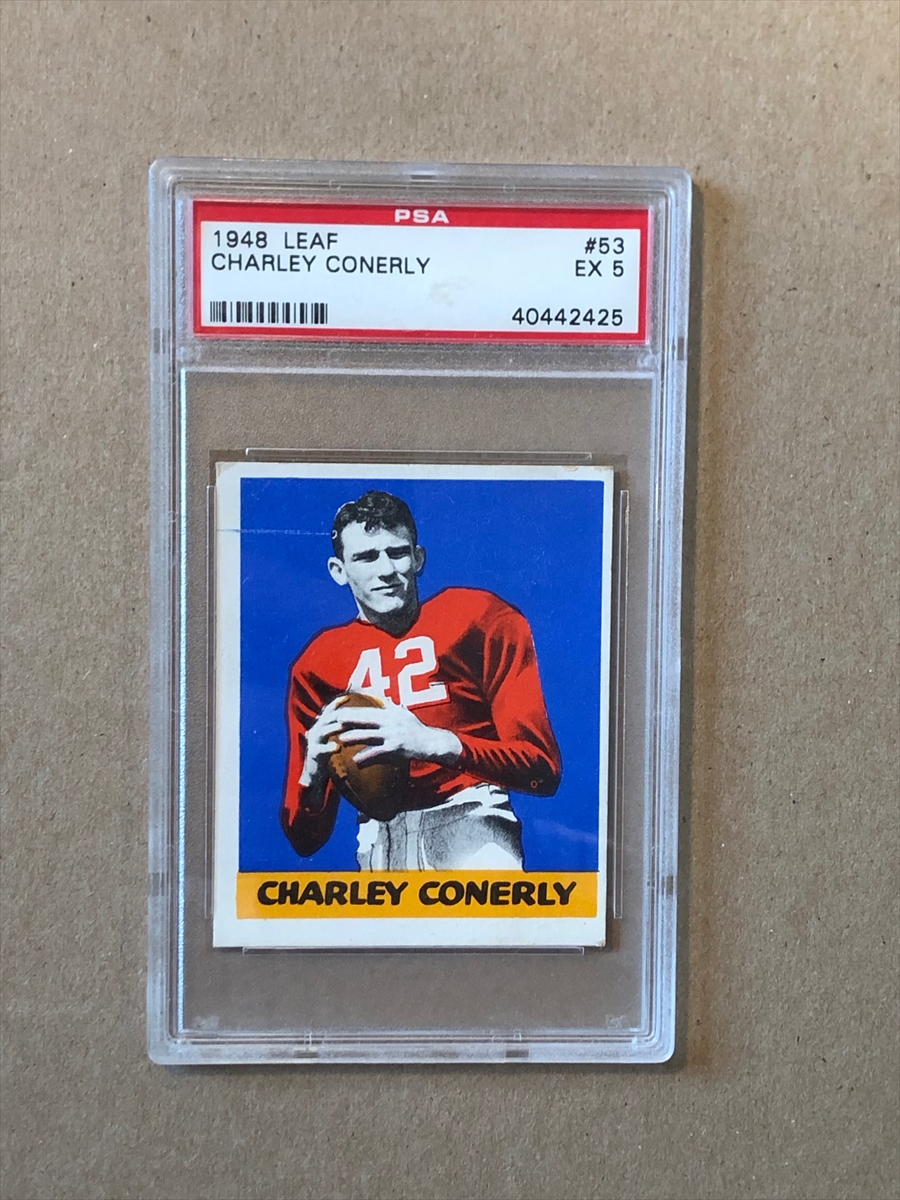 PSA
1948 LEAF #53
CHARLEY CONERLY EX 5
40442425
42
CHARLEY CONERLY